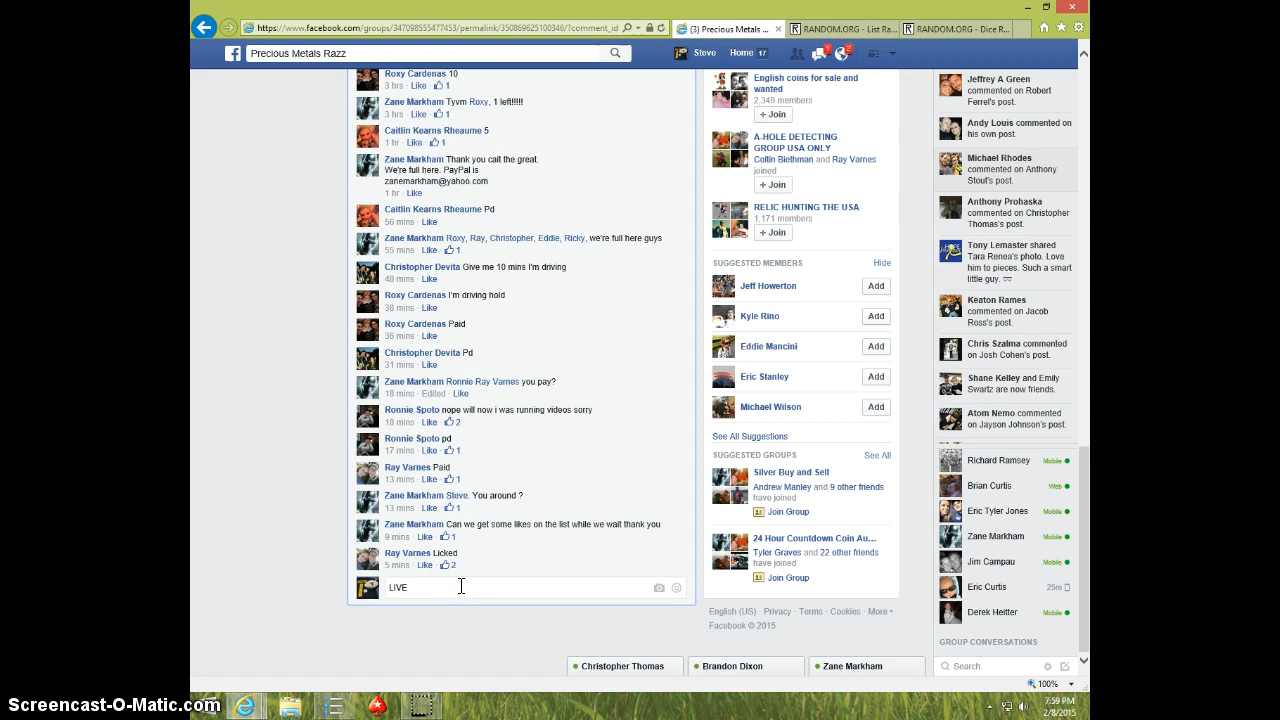 https://www.facebook.com/groups/347098555477453/permalink/350869625100346/?comment_id
(3) Precious Metals ...
RANDOM.ORG - List Ra...
RANDOM.ORG - Dice R...
Precious Metals Razz
Steve
Home 17
1
2
Roxy Cardenas 10
3 hrs · Like · 1
Zane Markham Tyvm Roxy, 1 left!!!!!
3 hrs · Like · 1
Caitlin Kearns Rheaume 5
1 hr · Like · 1
Zane Markham Thank you cait the great.
We're full here. PayPal is
zanemarkham@yahoo.com
1 hr · Like
Caitlin Kearns Rheaume Pd
56 mins · Like
Zane Markham Roxy, Ray, Christopher, Eddie, Ricky, we're full here guys
55 mins · Like · 1
Christopher Devita Give me 10 mins I'm driving
48 mins · Like
Roxy Cardenas I'm driving hold
38 mins · Like
Roxy Cardenas Paid
36 mins · Like
Christopher Devita Pd
31 mins · Like
Zane Markham Ronnie Ray Varnes you pay?
18 mins · Edited · Like
Ronnie Spoto nope will now i was running videos sorry
18 mins · Like · 2
Ronnie Spoto pd
17 mins · Like · 1
Ray Varnes Paid
13 mins · Like · 1
Zane Markham Steve. You around ?
13 mins · Like · 1
Zane Markham Can we get some likes on the list while we wait thank you
9 mins · Like · 1
Ray Varnes Licked
5 mins · Like · 2
LIVE
English coins for sale and
wanted
2,349 members
+ Join
A-HOLE DETECTING
GROUP USA ONLY
Collin Biethman and Ray Varnes
joined
+ Join
RELIC HUNTING THE USA
1,171 members
+ Join
SUGGESTED MEMBERS Hide
Jeff Howerton Add
Kyle Rino Add
Eddie Mancini Add
Eric Stanley Add
Michael Wilson Add
See All Suggestions
SUGGESTED GROUPS See All
Silver Buy and Sell
Andrew Manley and 9 other friends
have joined
Join Group
24 Hour Countdown Coin Au...
Tyler Graves and 22 other friends
have joined
Join Group
English (US) · Privacy · Terms · Cookies · More
Facebook © 2015
Jeffrey A Green
commented on Robert
Ferrel's post.
Andy Louis commented on
his own post.
Michael Rhodes
commented on Anthony
Stoul's post.
Anthony Prohaska
commented on Christopher
Thomas's post.
Tony Lemaster shared
Tara Renea's photo. Love
him to pieces. Such a smart
little guy.
Keaton Rames
commented on Jacob
Ross's post.
Chris Szalma commented
on Josh Cohen's post.
Shane Kelley and Emily
Swartz are now friends.
Atom Nemo commented
on Jayson Johnson's post.
Richard Ramsey Mobile
Brian Curtis Web
Eric Tyler Jones Mobile
Zane Markham Mobile
Jim Campau Mobile
Eric Curtis 25m
Derek Heitter Mobile
GROUP CONVERSATIONS
Search
Christopher Thomas
Brandon Dixon
Zane Markham
100%
Screencast-O-Matic.com
7:59 PM
2/8/2015